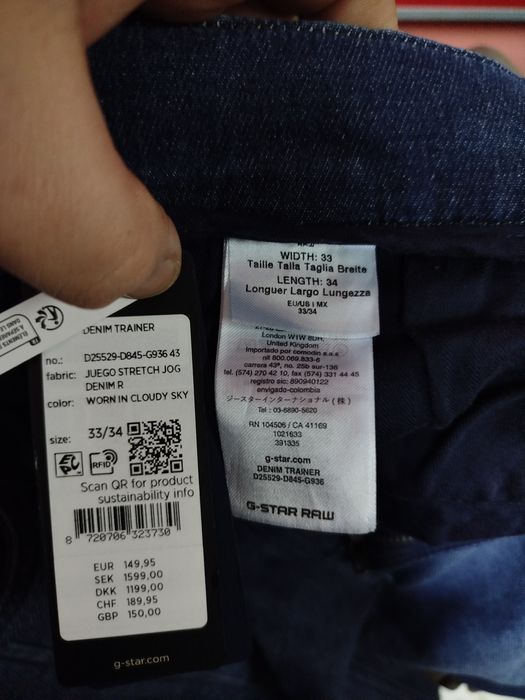 ELEMENTS
À SÉPARER
DENIM TRAINER
no.: D25529-D845-G936 43
fabric: JUEGO STRETCH JOG
DENIM R
color: WORN IN CLOUDY SKY
size: 33/34
RFID
Scan QR for product
sustainability info
8 720706 323730
EUR 149,95
SEK 1599,00
DKK 1199,00
CHF 189,95
GBP 150,00
g-star.com
WIDTH: 33
Taille Talla Taglia Breite
LENGTH: 34
Longuer Largo Lungezza
EU/US | MX
33/34
London W1W 8DH,
United Kingdom
Importado por comodin s.a.s
nit 800.069.833-6
carrera 43ª, no. 25b sur-136
tel. (574) 270 42 10, fax (574) 331 44 45
registro sic: 890940122
envigado-colombia
ジースターインターナショナル(株)
Tel : 03-6890-5620
RN 104506 / CA 41169
1021633
391335
g-star.com
DENIM TRAINER
D25529-D845-G936
G-STAR RAW